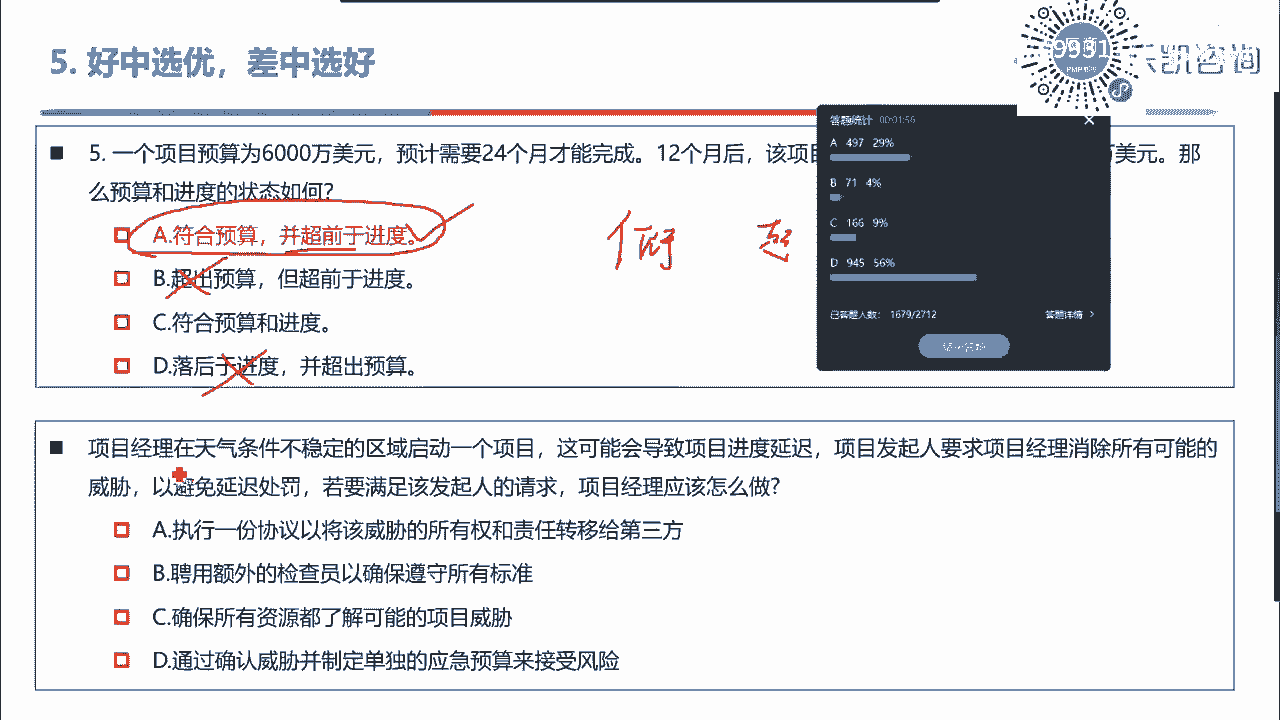 5. 好中选优，差中选好
9931
天凯咨询
5. 一个项目预算为6000万美元，预计需要24个月才能完成。12个月后，该项
万美元。那
么预算和进度的状态如何？
A.符合预算，并超前于进度。
B.超出预算，但超前于进度。
C.符合预算和进度。
D.落后于进度，并超出预算。
低 超
答题统计 00:01:56
A 497 29%
B 71 4%
C 166 9%
D 945 56%
已答题人数： 1679/2712 答题详情 >
项目经理在天气条件不稳定的区域启动一个项目，这可能会导致项目进度延迟，项目发起人要求项目经理消除所有可能的
威胁，以避免延迟处罚，若要满足该发起人的请求，项目经理应该怎么做？
A.执行一份协议以将该威胁的所有权和责任转移给第三方
B.聘用额外的检查员以确保遵守所有标准
C.确保所有资源都了解可能的项目威胁
D.通过确认威胁并制定单独的应急预算来接受风险